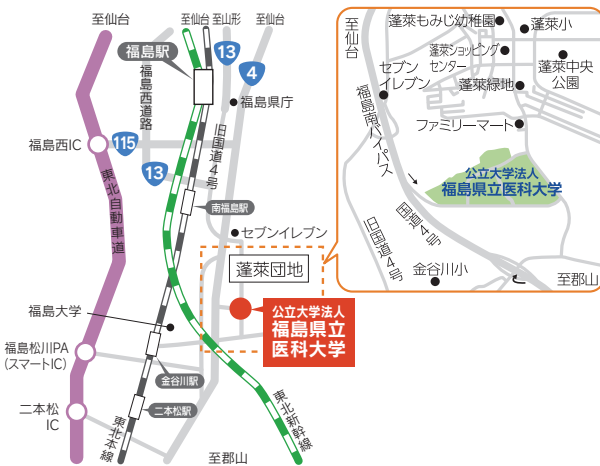 至仙台
至仙台
至山形
至仙台
福島駅
13
4
福島西道路
福島県庁
旧国道4号
福島西IC
115
13
東北自動車道
南福島駅
セブンイレブン
蓬萊団地
福島大学
公立大学法人
福島県立
医科大学
福島松川PA
(スマートIC)
金谷川駅
二本松
IC
二本松駅
東北本線
東北新幹線
至郡山
至仙台
蓬萊もみじ幼稚園
蓬萊小
蓬萊ショッピング
センター
蓬萊中央
公園
セブン
イレブン
蓬萊緑地
福島南バイパス
ファミリーマート
公立大学法人
福島県立医科大学
国道4号
旧国道4号
金谷川小
至郡山